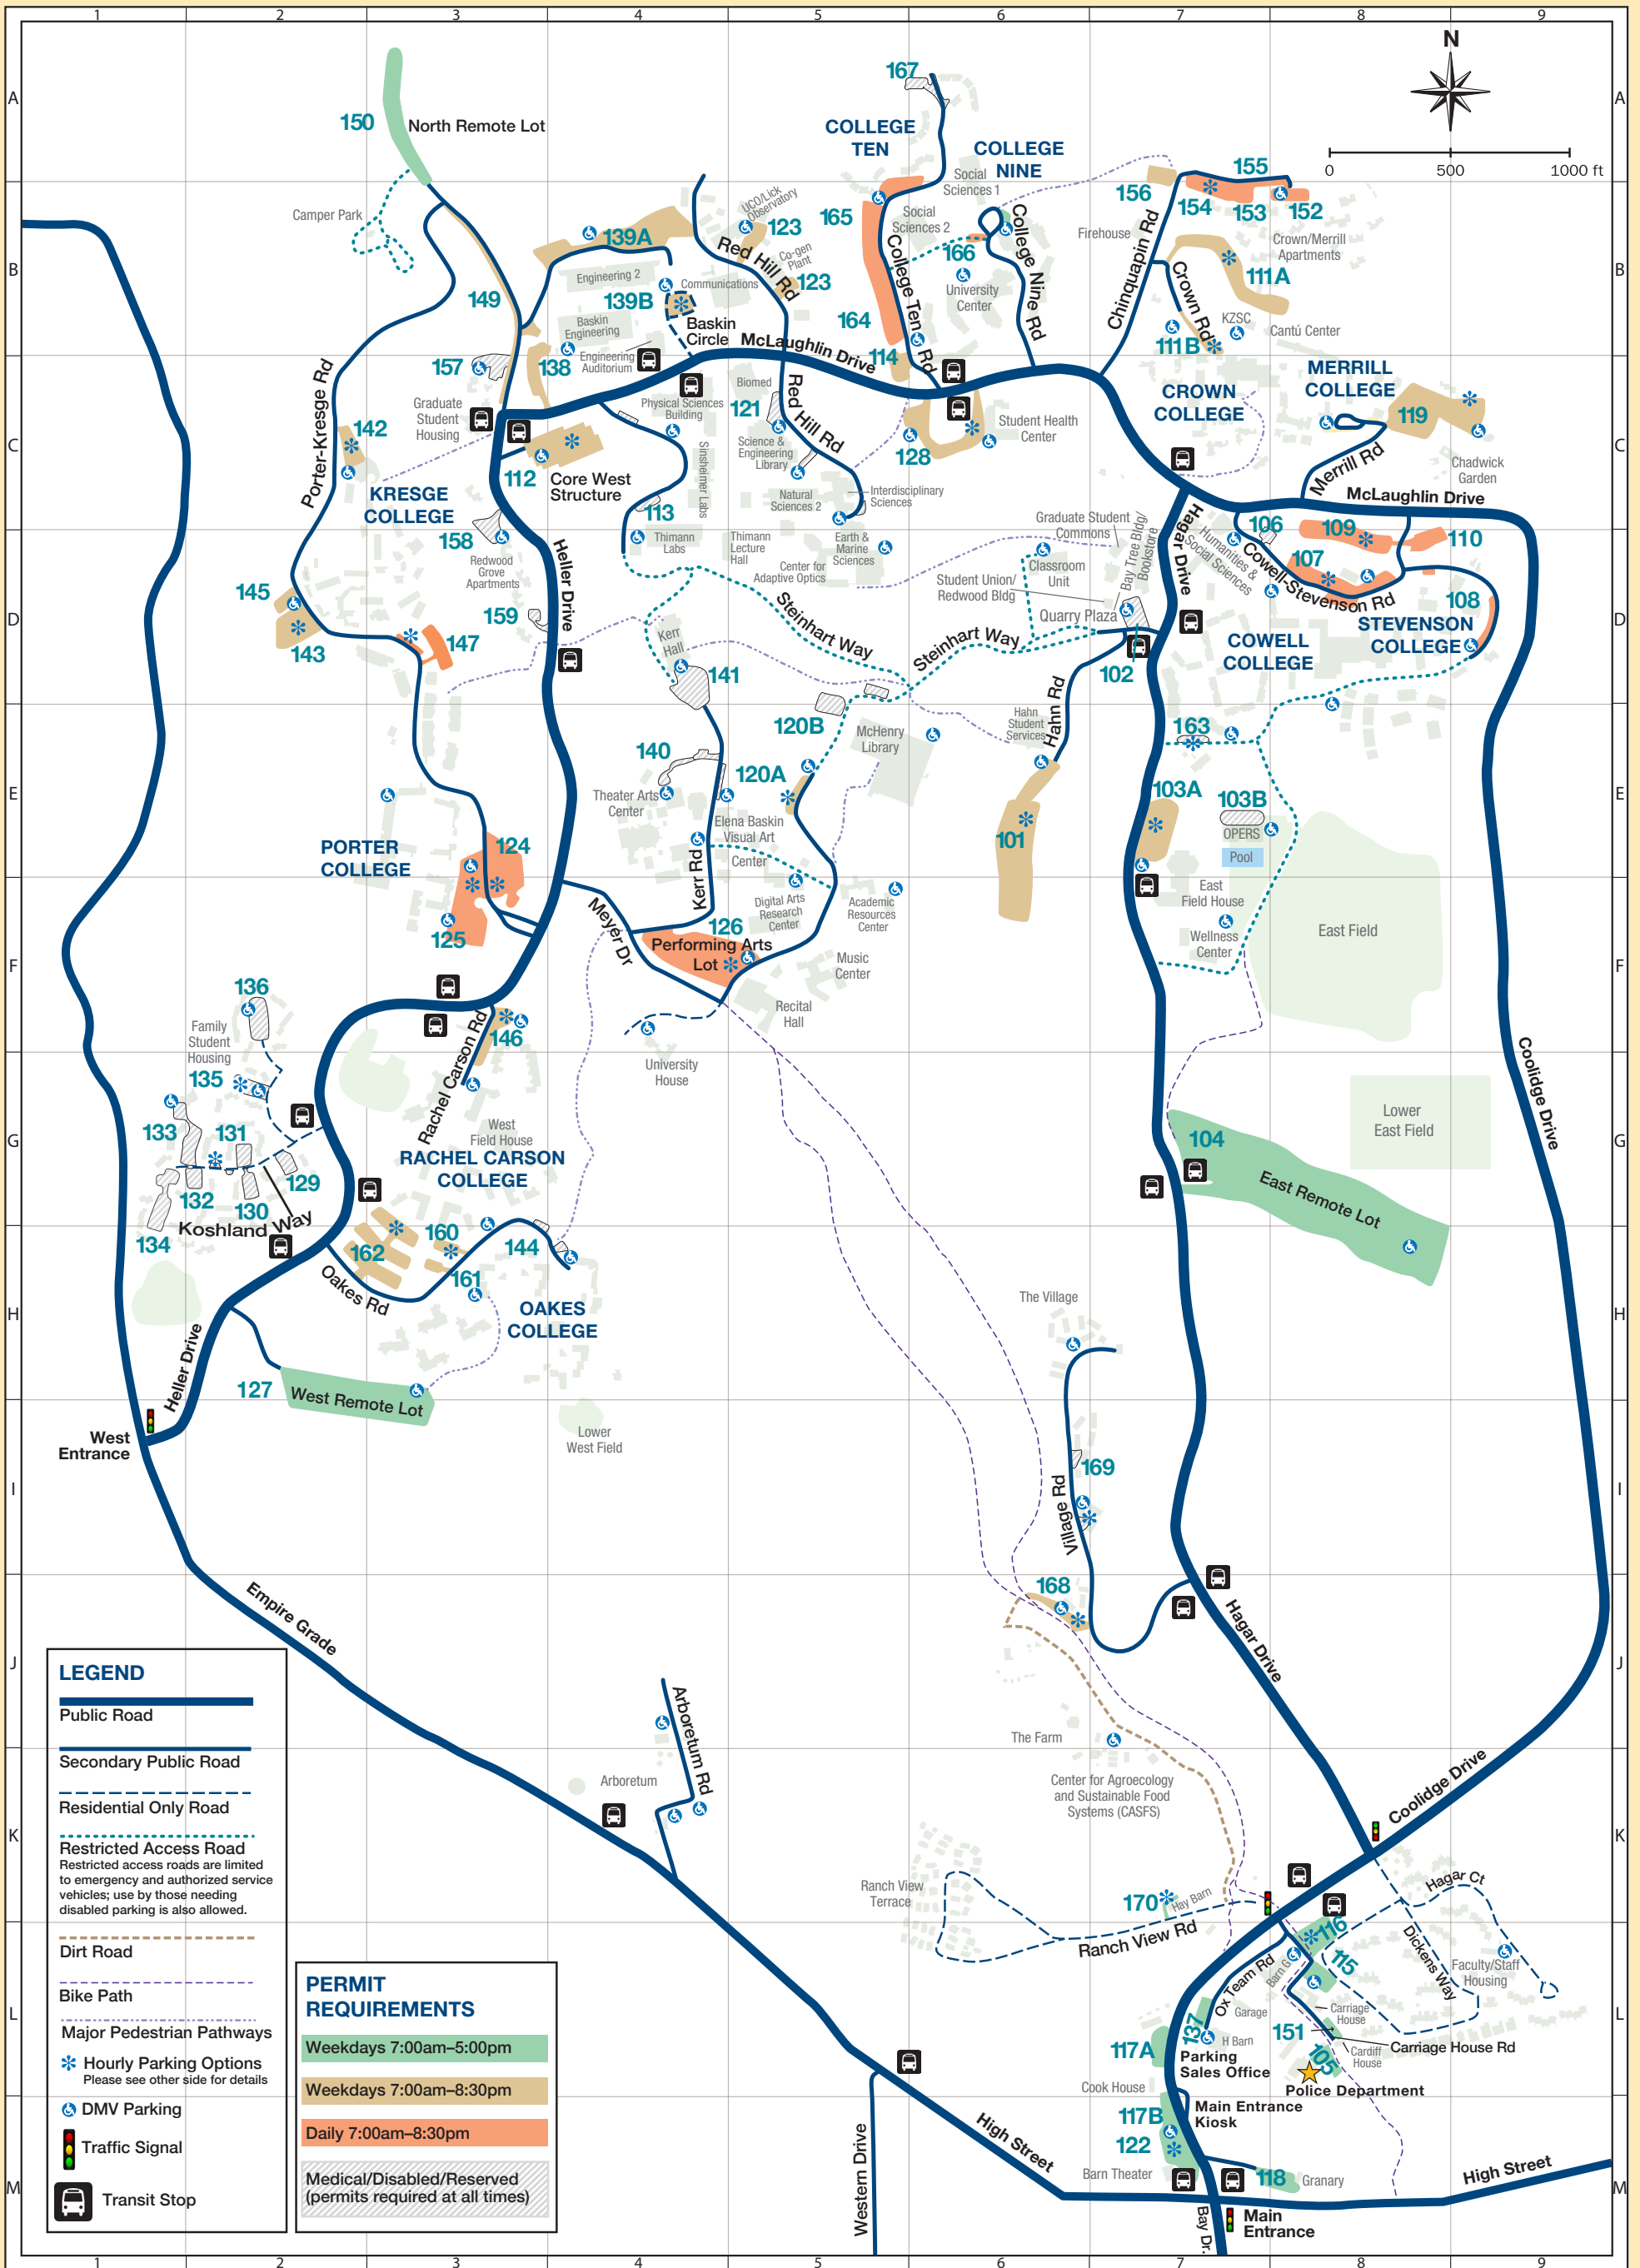 1 2 3 4 5 6 7 8 9
A
N
0 500 1000 ft
167
150
North Remote Lot
COLLEGE
TEN
COLLEGE
NINE
Social
Sciences 1
155
156
154
153
152
Camper Park
UCO/Lick
Observatory
123
165
Social
Sciences 2
College Nine Rd
Firehouse
Chinquapin Rd
Crown/Merrill
Apartments
139A
Red Hill Rd
Co-gen
Plant
123
College Ten Rd
166
University
Center
B
Engineering 2
Communications
111A
Crown Rd
149
139B
Baskin
Engineering
Baskin
Circle
164
KZSC
Cantú Center
111B
McLaughlin Drive
114
157
138
Engineering
Auditorium
Porter-Kresge Rd
MERRILL
COLLEGE
CROWN
COLLEGE
119
Graduate
Student
Housing
Biomed
Physical Sciences
Building
121
Red Hill Rd
Student Health
Center
142
C
128
Science &
Engineering
Library
Sinsheimer Labs
112
Core West
Structure
KRESGE
COLLEGE
Merrill Rd
Chadwick
Garden
McLaughlin Drive
Natural
Sciences 2
Interdisciplinary
Sciences
113
158
Thimann
Labs
Thimann
Lecture
Hall
Earth &
Marine
Sciences
Center for
Adaptive Optics
Graduate Student
Commons
Bay Tree Bldg/
Bookstore
Classroom
Unit
Student Union/
Redwood Bldg
Quarry Plaza
Hagar Drive
Humanities &
Social Sciences
106
109
110
107
Cowell-Stevenson Rd
108
STEVENSON
COLLEGE
COWELL
COLLEGE
Redwood
Grove
Apartments
Heller Drive
145
143
159
147
D
Kerr
Hall
Steinhart Way
Steinhart Way
102
141
120B
Hahn
Student
Services
Hahn Rd
McHenry
Library
163
140
120A
Theater Arts
Center
103A
103B
OPERS
Pool
E
101
Elena Baskin
Visual Art
Center
Kerr Rd
PORTER
COLLEGE
124
125
Meyer Dr
Digital Arts
Research
Center
Academic
Resources
Center
East
Field House
Wellness
Center
East Field
126
Performing Arts
Lot
Music
Center
Recital
Hall
F
136
Family
Student
Housing
146
Rachel Carson Rd
University
House
135
133
131
West
Field House
RACHEL CARSON
COLLEGE
104
East Remote Lot
Lower
East Field
Coolidge Drive
G
132
130
129
Koshland Way
134
162
160
161
144
Oakes Rd
OAKES
COLLEGE
The Village
H
Heller Drive
127
West Remote Lot
West
Entrance
Lower
West Field
169
Village Rd
I
168
Empire Grade
Hagar Drive
J
Arboretum Rd
The Farm
Arboretum
Center for Agroecology
and Sustainable Food
Systems (CASFS)
Coolidge Drive
K
Ranch View
Terrace
170
Hay Barn
Ranch View Rd
Hagar Ct
Dickens Way
116
115
Barn G
Ox Team Rd
Faculty/Staff
Housing
Garage
Carriage
House
L
137
151
H Barn
Cardiff
House
Carriage House Rd
117A
Parking
Sales Office
105
Police Department
Cook House
117B
Main Entrance
Kiosk
122
Barn Theater
118
Granary
Western Drive
High Street
High Street
M
Bay Dr.
Main
Entrance
LEGEND
Public Road
Secondary Public Road
Residential Only Road
Restricted Access Road
Restricted access roads are limited
to emergency and authorized service
vehicles; use by those needing
disabled parking is also allowed.
Dirt Road
Bike Path
Major Pedestrian Pathways
Hourly Parking Options
Please see other side for details
DMV Parking
Traffic Signal
Transit Stop
PERMIT
REQUIREMENTS
Weekdays 7:00am–5:00pm
Weekdays 7:00am–8:30pm
Daily 7:00am–8:30pm
Medical/Disabled/Reserved
(permits required at all times)
1 2 3 4 5 6 7 8 9